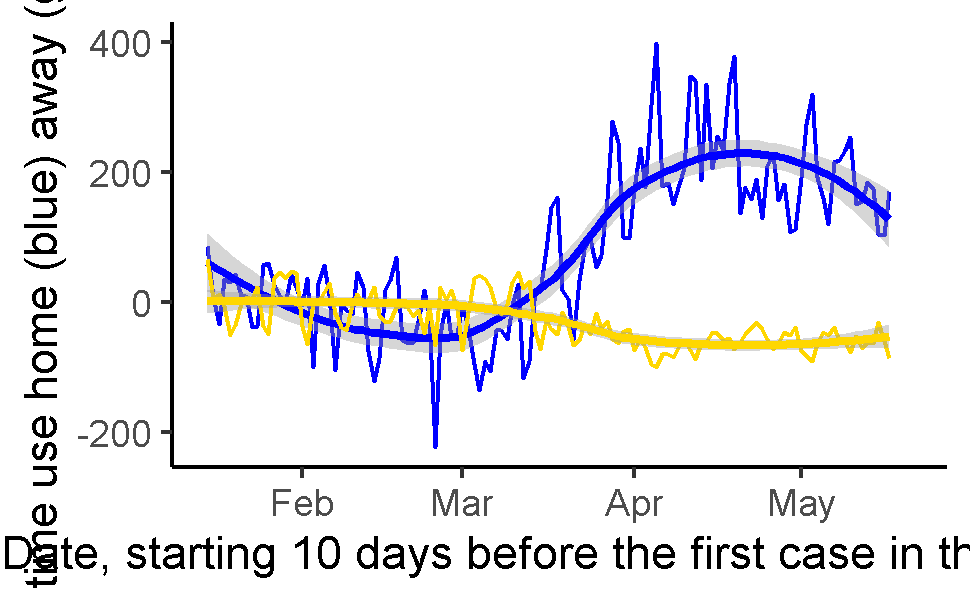 time use home (blue) away (
400
200
0
-200
Feb Mar Apr May
Date, starting 10 days before the first case in th